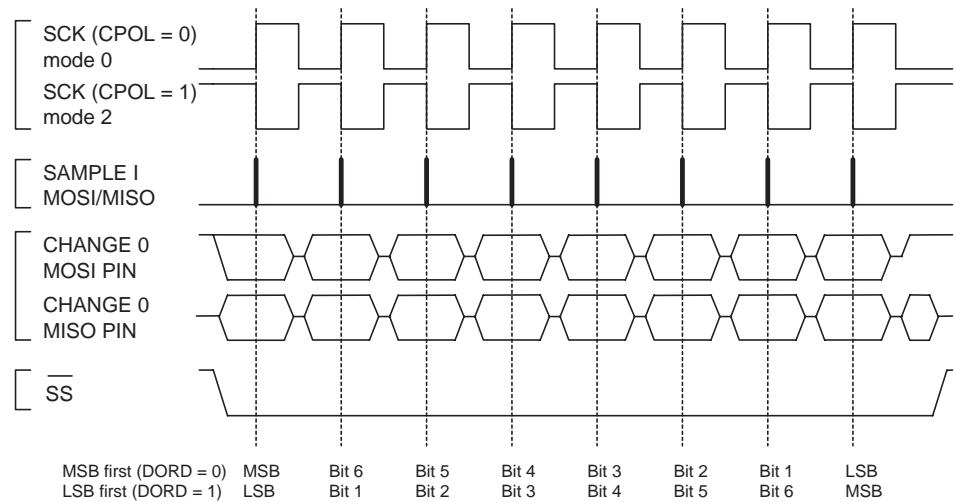 SCK (CPOL = 0)
mode 0
SCK (CPOL = 1)
mode 2
SAMPLE I
MOSI/MISO
CHANGE 0
MOSI PIN
CHANGE 0
MISO PIN
SS
MSB first (DORD = 0) MSB Bit 6 Bit 5 Bit 4 Bit 3 Bit 2 Bit 1 LSB
LSB first (DORD = 1) LSB Bit 1 Bit 2 Bit 3 Bit 4 Bit 5 Bit 6 MSB